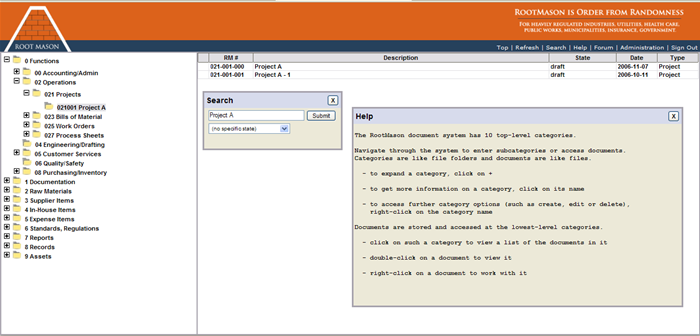 ROOTMASON IS ORDER FROM RANDOMNESS
FOR HEAVILY REGULATED INDUSTRIES, UTILITIES, HEALTH CARE,
PUBLIC WORKS, MUNICIPALITIES, INSURANCE, GOVERNMENT.
ROOT MASON
Top | Refresh | Search | Help | Forum | Administration | Sign Out
0 Functions
00 Accounting/Admin
02 Operations
021 Projects
021001 Project A
023 Bills of Material
025 Work Orders
027 Process Sheets
04 Engineering/Drafting
05 Customer Services
06 Quality/Safety
08 Purchasing/Inventory
1 Documentation
2 Raw Materials
3 Supplier Items
4 In-House Items
5 Expense Items
6 Standards, Regulations
7 Reports
8 Records
9 Assets
RM # Description State Date Type
021-001-000 Project A draft 2006-11-07 Project
021-001-001 Project A - 1 draft 2006-10-11 Project
Search X
Project A Submit
(no specific state)
Help X
The RootMason document system has 10 top-level categories.
Navigate through the system to enter subcategories or access documents.
Categories are like file folders and documents are like files.
- to expand a category, click on +
- to get more information on a category, click on its name
- to access further category options (such as create, edit or delete),
right-click on the category name
Documents are stored and accessed at the lowest-level categories.
- click on such a category to view a list of the documents in it
- double-click on a document to view it
- right-click on a document to work with it